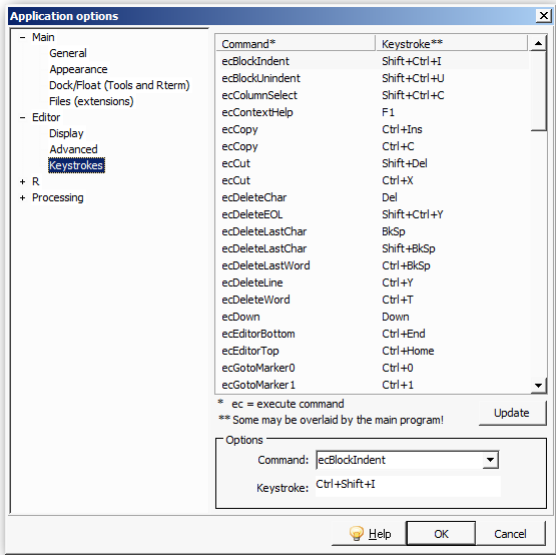 Application options
Main
General
Appearance
Dock/Float (Tools and Rterm)
Files (extensions)
Editor
Display
Advanced
Keystrokes
R
Processing
Command* Keystroke**
ecBlockIndent Shift+Ctrl+I
ecBlockUnindent Shift+Ctrl+U
ecColumnSelect Shift+Ctrl+C
ecContextHelp F1
ecCopy Ctrl+Ins
ecCopy Ctrl+C
ecCut Shift+Del
ecCut Ctrl+X
ecDeleteChar Del
ecDeleteEOL Shift+Ctrl+Y
ecDeleteLastChar BkSp
ecDeleteLastChar Shift+BkSp
ecDeleteLastWord Ctrl+BkSp
ecDeleteLine Ctrl+Y
ecDeleteWord Ctrl+T
ecDown Down
ecEditorBottom Ctrl+End
ecEditorTop Ctrl+Home
ecGotoMarker0 Ctrl+0
ecGotoMarker1 Ctrl+1
* ec = execute command
** Some may be overlaid by the main program!
Update
Options
Command: ecBlockIndent
Keystroke: Ctrl+Shift+I
Help OK Cancel